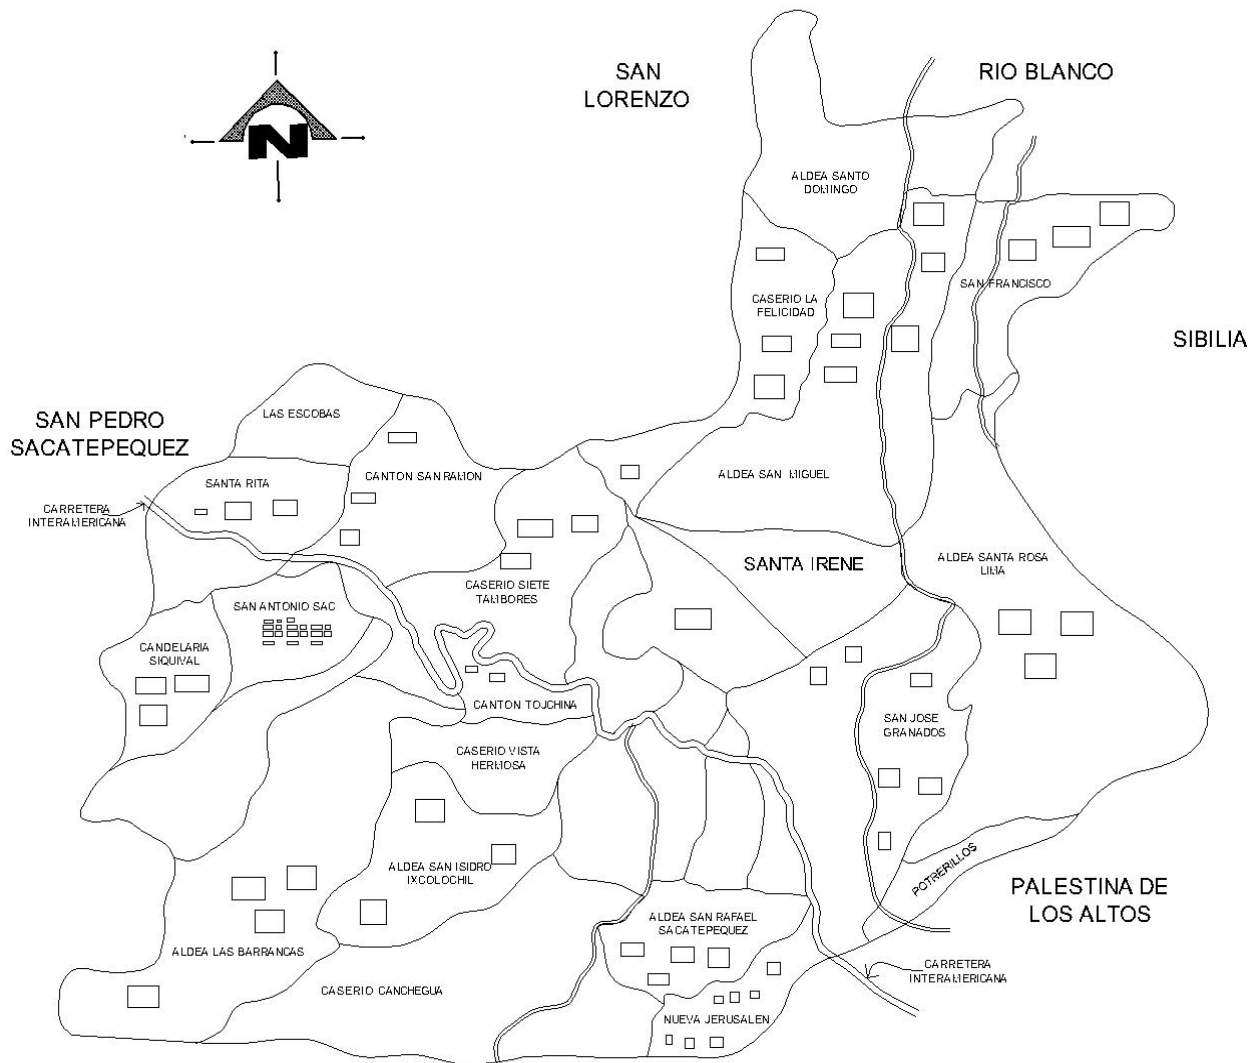 SAN
LORENZO
RIO BLANCO
N
ALDEA SANTO
DOMINGO
SAN FRANCISCO
CASERIO LA
FELICIDAD
SIBILIA
SAN PEDRO
SACATEPEQUEZ
LAS ESCOBAS
SANTA RITA
CANTON SAN RAMON
ALDEA SAN MIGUEL
CARRETERA
INTERAMERICANA
SANTA IRENE
ALDEA SANTA ROSA
LIMA
CASERIO SIETE
TAMBORES
SAN ANTONIO SAC
CANDELARIA
SIQUIVAL
CANTON TOJCHINA
SAN JOSE
GRANADOS
CASERIO VISTA
HERMOSA
ALDEA SAN ISIDRO
IXCOLOCHIL
POTRERILLOS
PALESTINA DE
LOS ALTOS
ALDEA SAN RAFAEL
SACATEPEQUEZ
ALDEA LAS BARRANCAS
CARRETERA
INTERAMERICANA
CASERIO CANCHEGUA
NUEVA JERUSALEN